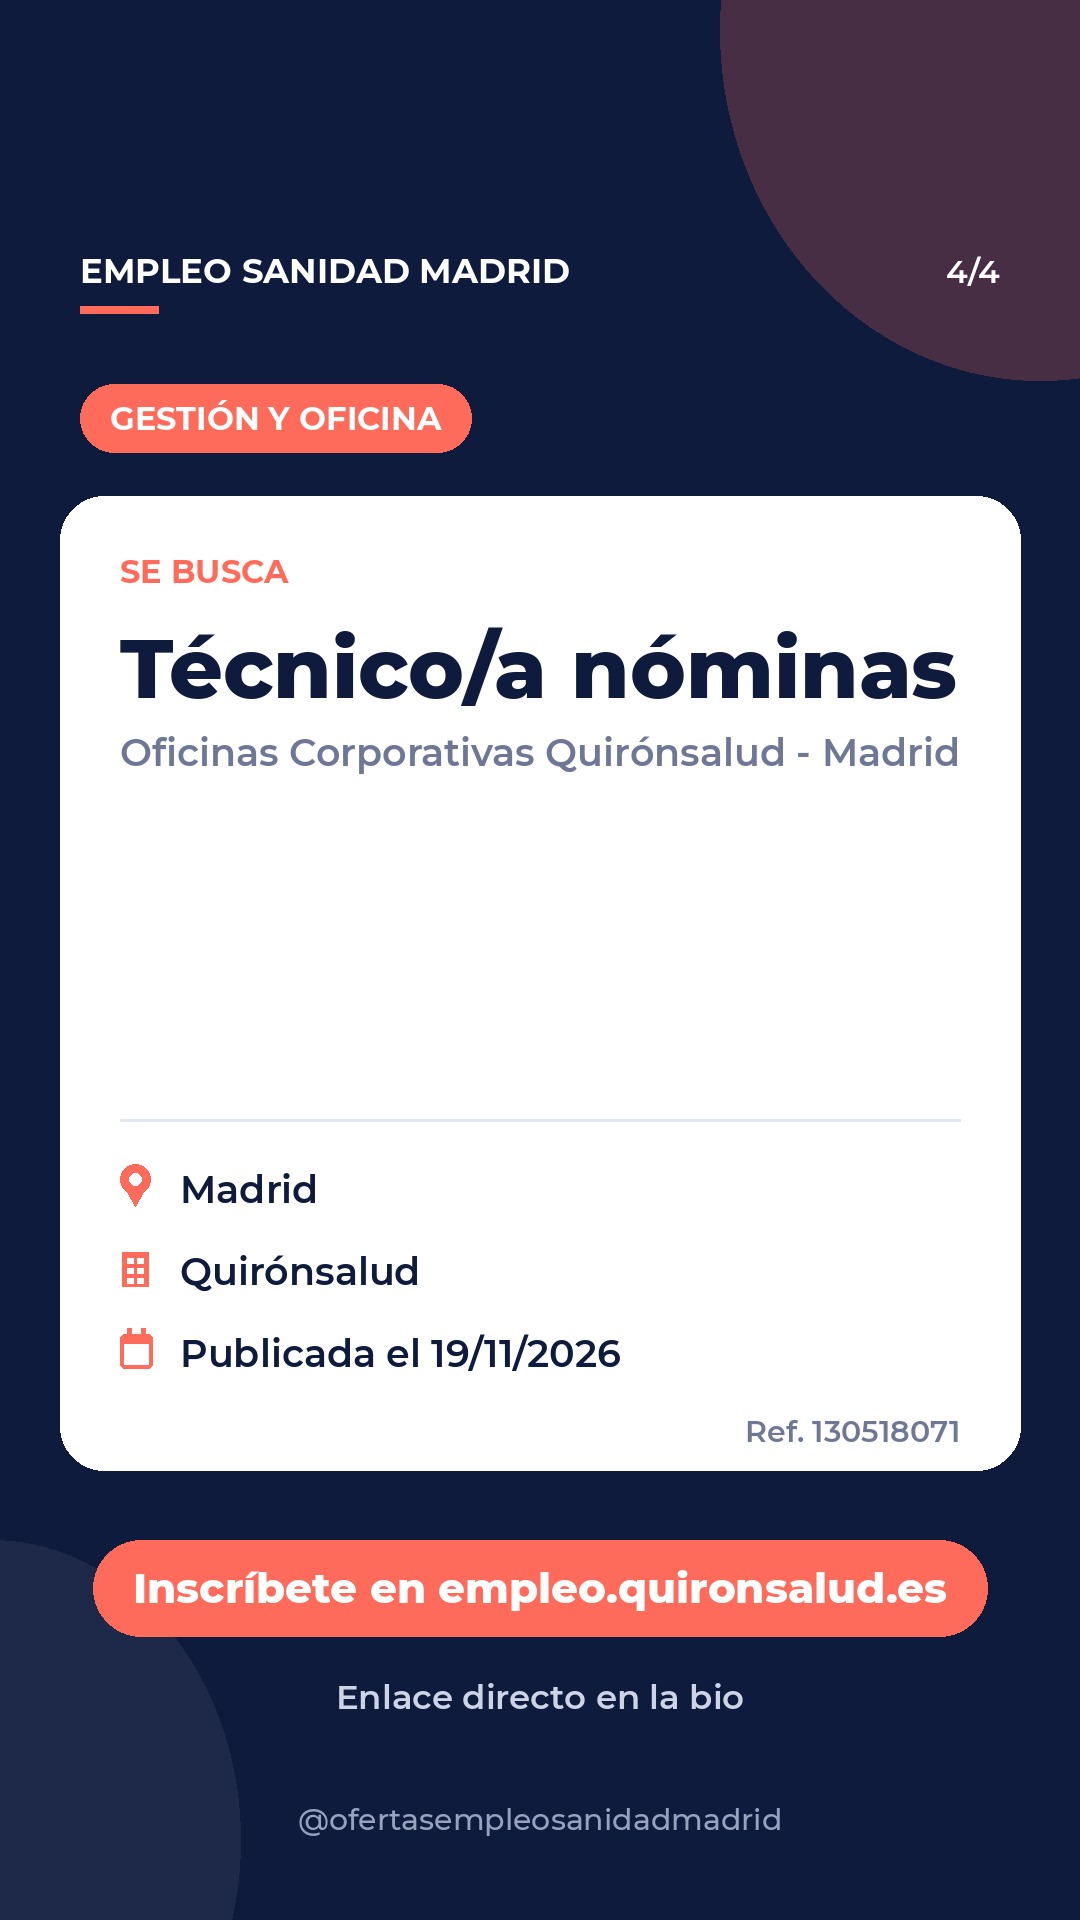 EMPLEO SANIDAD MADRID
4/4
GESTIÓN Y OFICINA
SE BUSCA
Técnico/a nóminas
Oficinas Corporativas Quirónsalud - Madrid
Madrid
Quirónsalud
Publicada el 19/11/2026
Ref. 130518071
Inscríbete en empleo.quironsalud.es
Enlace directo en la bio
@ofertasempleosanidadmadrid